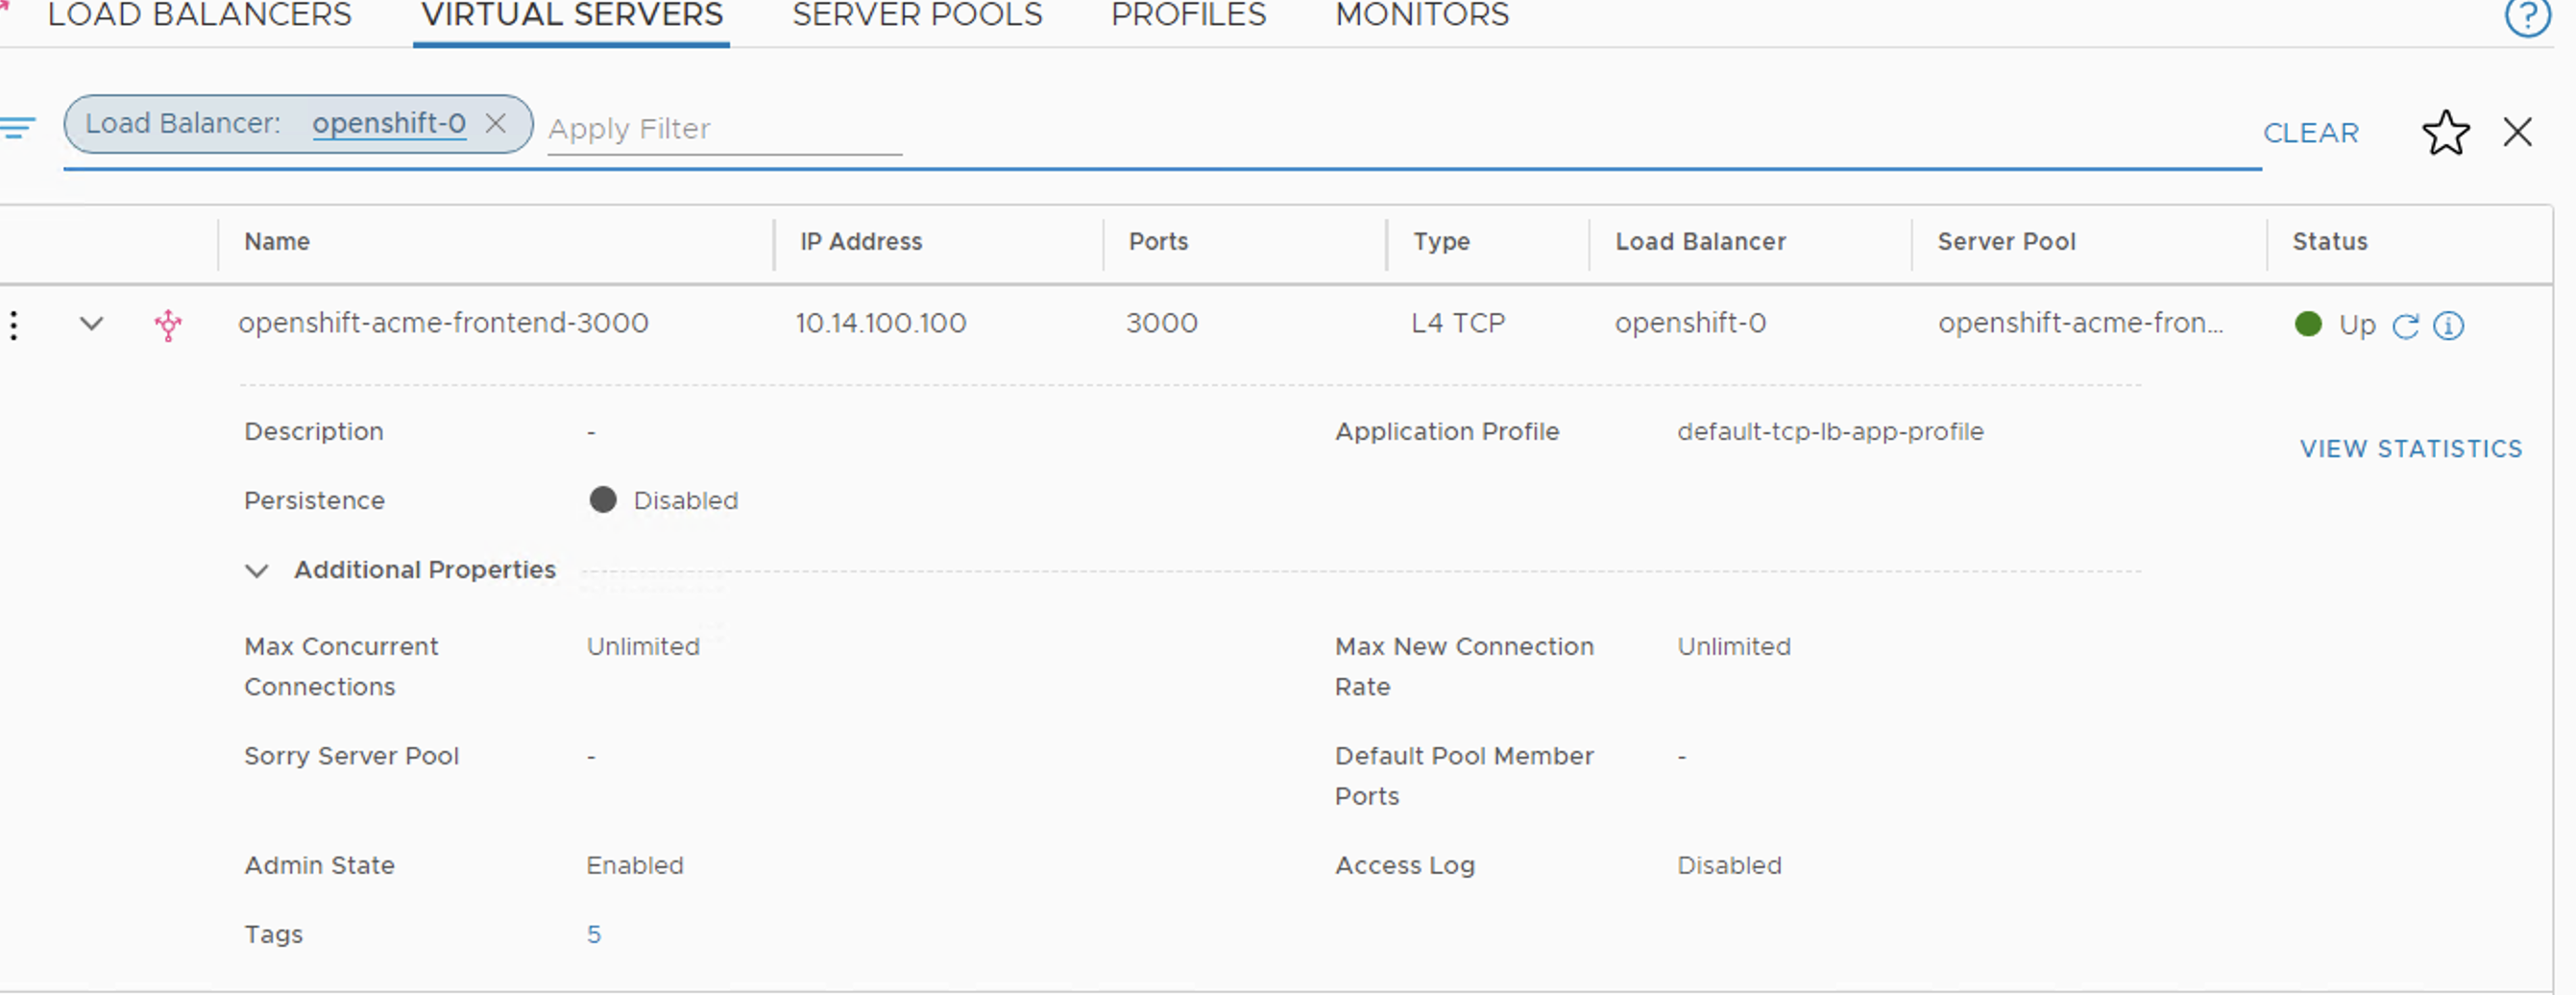 LOAD BALANCERS VIRTUAL SERVERS SERVER POOLS PROFILES MONITORS ?
Load Balancer: openshift-0 Apply Filter CLEAR
Name IP Address Ports Type Load Balancer Server Pool Status
openshift-acme-frontend-3000 10.14.100.100 3000 L4 TCP openshift-0 openshift-acme-fron... Up
Description - Application Profile default-tcp-lb-app-profile VIEW STATISTICS
Persistence Disabled
Additional Properties
Max Concurrent Unlimited Max New Connection Unlimited
Connections Rate
Sorry Server Pool - Default Pool Member -
Ports
Admin State Enabled Access Log Disabled
Tags 5